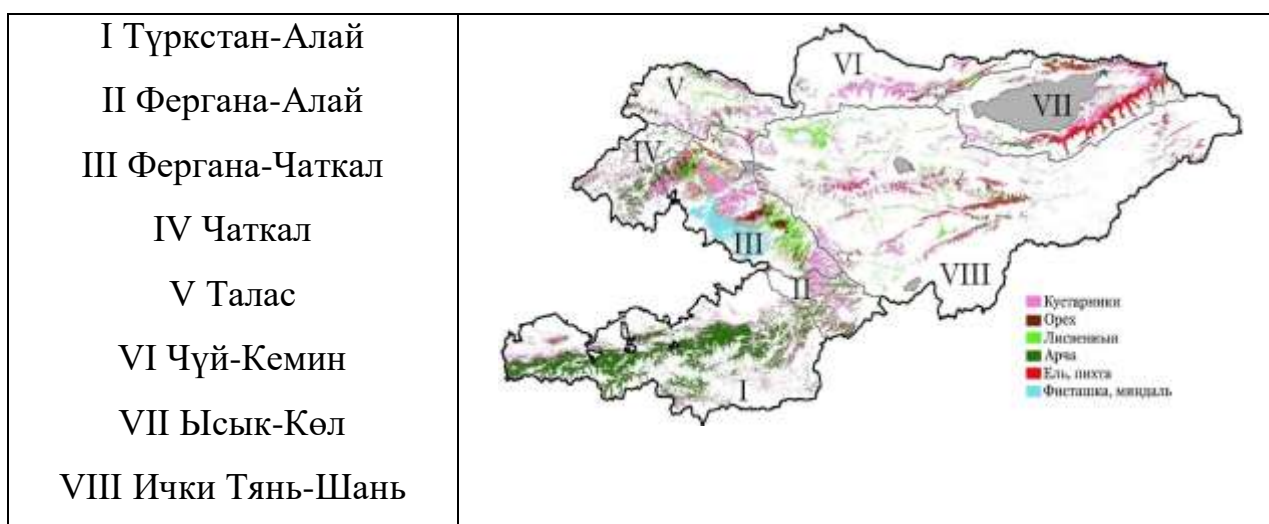 I Түркстан-Алай
II Фергана-Алай
III Фергана-Чаткал
IV Чаткал
V Талас
VI Чүй-Кемин
VII Ысык-Көл
VIII Ички Тянь-Шань
VI
V
VII
IV
III
VIII
II
I
Кустарники
Орех
Арча
Ель, пихта
Фисташка, миндаль